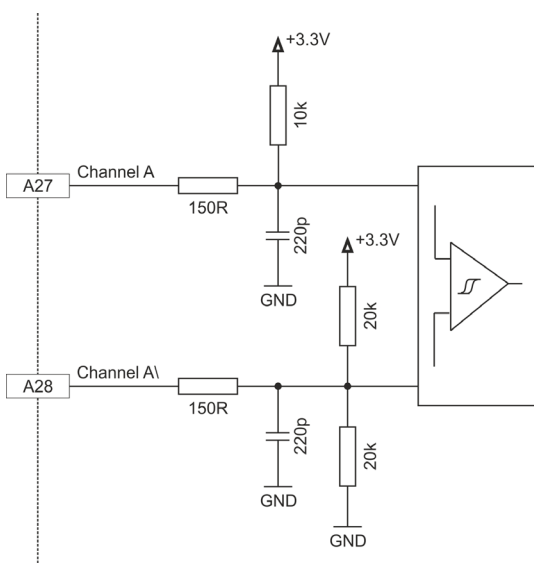 +3.3V
10k
Channel A
A27
150R
220p
+3.3V
GND
20k
Channel A\
A28
150R
220p
20k
GND
GND